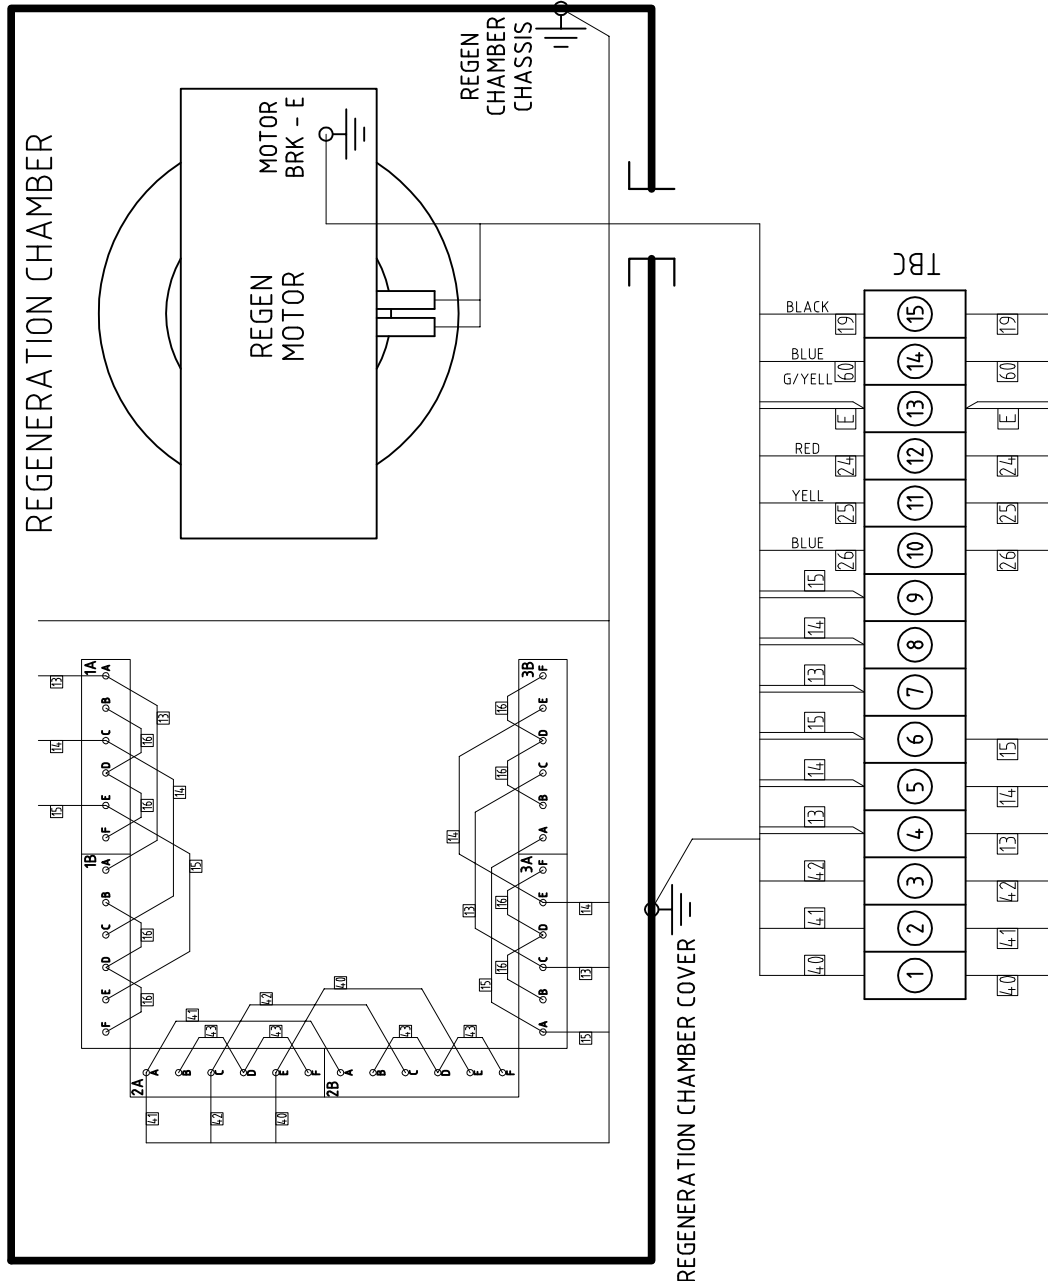 REGENERATION CHAMBER
REGEN
CHAMBER
CHASSIS
MOTOR
BRK - E
REGEN
MOTOR
TBC
BLACK
19
15
19
BLUE
60
14
60
G/YELL
E
13
E
RED
24
12
24
YELL
25
11
25
BLUE
26
10
26
15
9
14
8
13
7
15
6
15
14
5
14
13
4
13
42
3
42
41
2
41
40
1
40
1A
A
B
C
D
E
F
13
14
15
13
16
14
16
15
1B
A
B
C
D
E
F
16
16
3B
F
E
D
C
B
A
16
16
14
13
3A
F
E
D
C
B
A
16
16
15
14
13
15
2A
A
B
C
D
E
F
41
43
42
43
40
2B
A
B
C
D
E
F
43
43
41
42
40
REGENERATION CHAMBER COVER